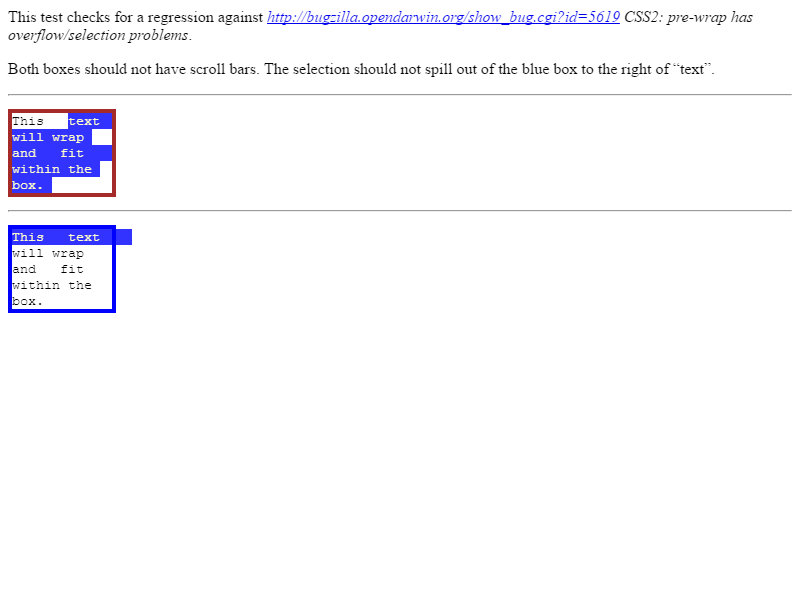 This test checks for a regression against http://bugzilla.opendarwin.org/show_bug.cgi?id=5619 CSS2: pre-wrap has
overflow/selection problems.
Both boxes should not have scroll bars. The selection should not spill out of the blue box to the right of “text”.
This   text
will wrap
and   fit
within the
box.
This   text
will wrap
and   fit
within the
box.